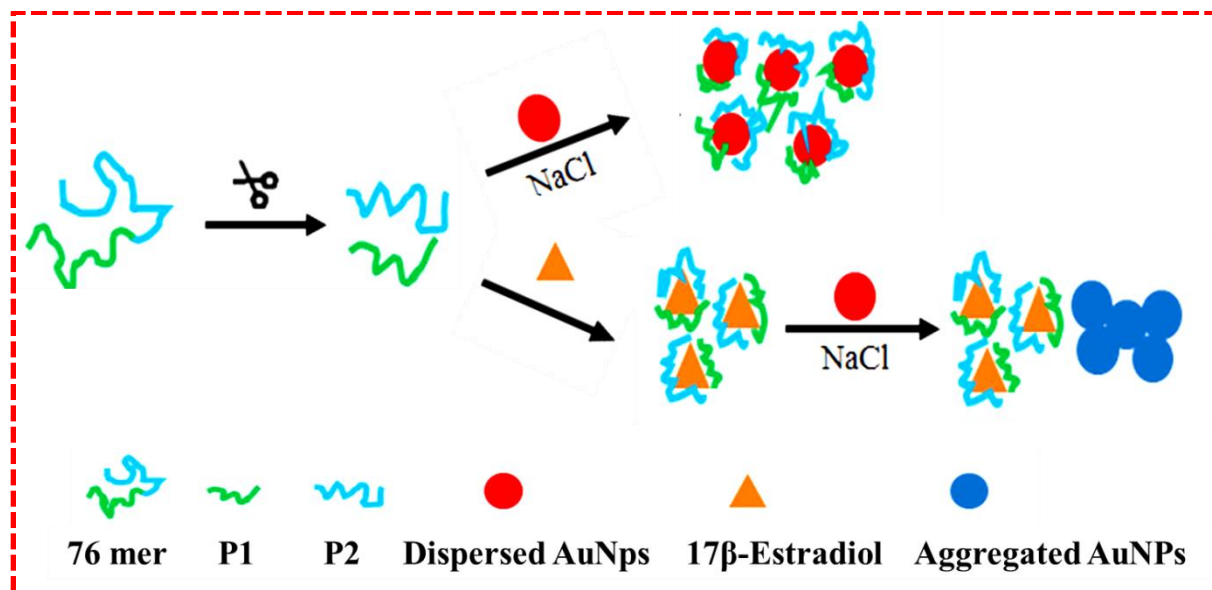 NaCl
NaCl
76 mer P1 P2 Dispersed AuNps 17β-Estradiol Aggregated AuNPs